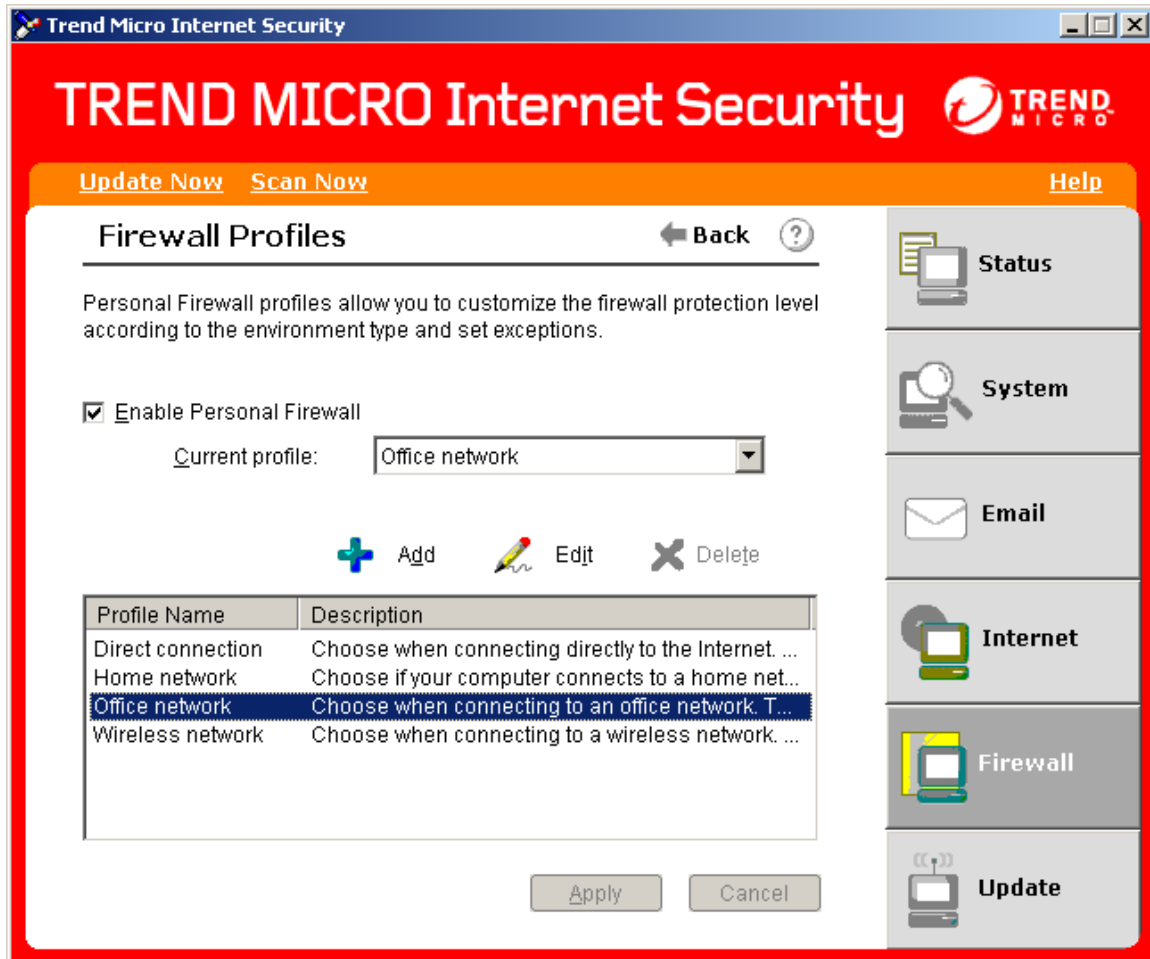 Trend Micro Internet Security
TREND MICRO Internet Security
TREND
MICRO
Update Now Scan Now Help
Firewall Profiles Back ?
Personal Firewall profiles allow you to customize the firewall protection level
according to the environment type and set exceptions.
Enable Personal Firewall
Current profile: Office network
Add Edit Delete
Profile Name Description
Direct connection Choose when connecting directly to the Internet. ...
Home network Choose if your computer connects to a home net...
Office network Choose when connecting to an office network. T...
Wireless network Choose when connecting to a wireless network. ...
Apply Cancel
Status
System
Email
Internet
Firewall
Update